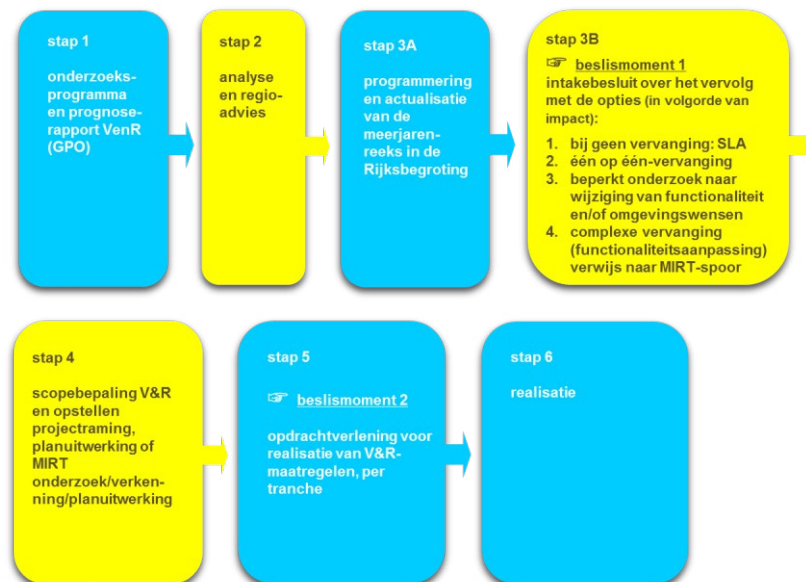 stap 1
onderzoeks-
programma
en prognose-
rapport VenR
(GPO)
stap 2
analyse
en regio-
advies
stap 3A
programmering
en actualisatie
van de
meerjaren-
reeks in de
Rijksbegroting
stap 3B
☞ beslismoment 1
intakebesluit over het vervolg
met de opties (in volgorde van
impact):
1. bij geen vervanging: SLA
2. één op één-vervanging
3. beperkt onderzoek naar
wijziging van functionaliteit
en/of omgevingswensen
4. complexe vervanging
(functionaliteitsaanpassing)
verwijs naar MIRT-spoor
stap 4
scopebepaling V&R
en opstellen
projectraming,
planuitwerking of
MIRT
onderzoek/verken-
ning/planuitwerking
stap 5
☞ beslismoment 2
opdrachtverlening voor
realisatie van V&R-
maatregelen, per
tranche
stap 6
realisatie